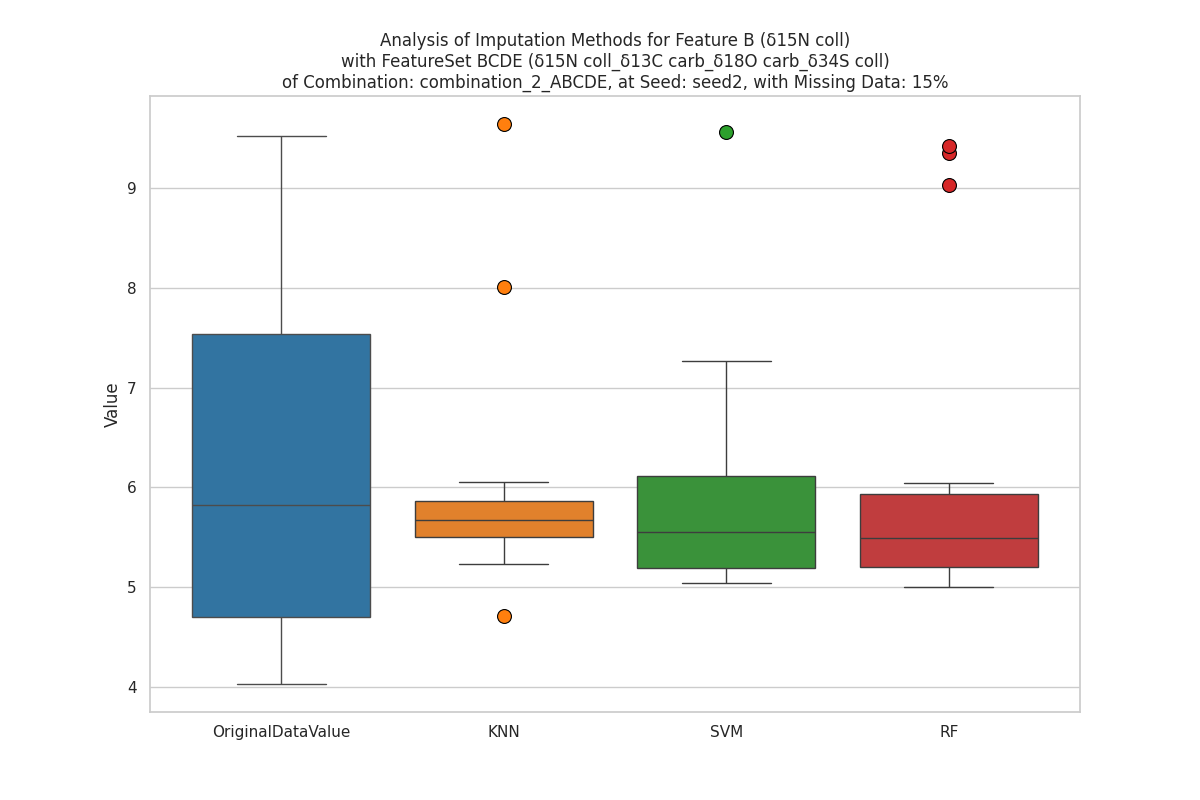 Analysis of Imputation Methods for Feature B (δ15N coll)
with FeatureSet BCDE (δ15N coll_δ13C carb_δ18O carb_δ34S coll)
of Combination: combination_2_ABCDE, at Seed: seed2, with Missing Data: 15%
Value
9
8
7
6
5
4
OriginalDataValue
KNN
SVM
RF